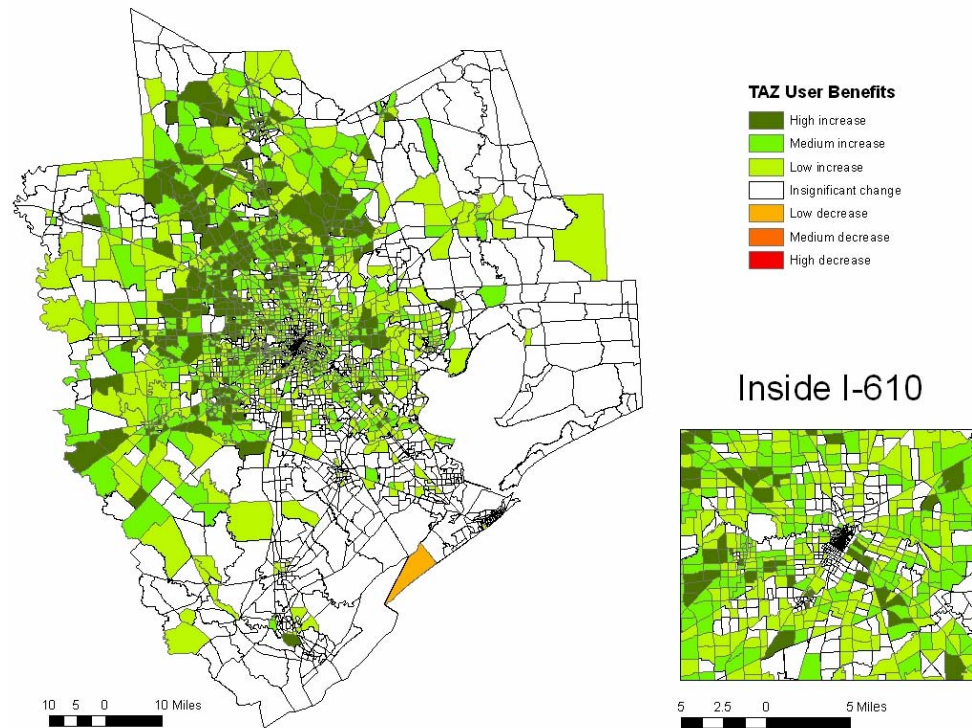 TAZ User Benefits
High increase
Medium increase
Low increase
Insignificant change
Low decrease
Medium decrease
High decrease
Inside I-610
10 5 0 10 Miles
5 2.5 0 5 Miles